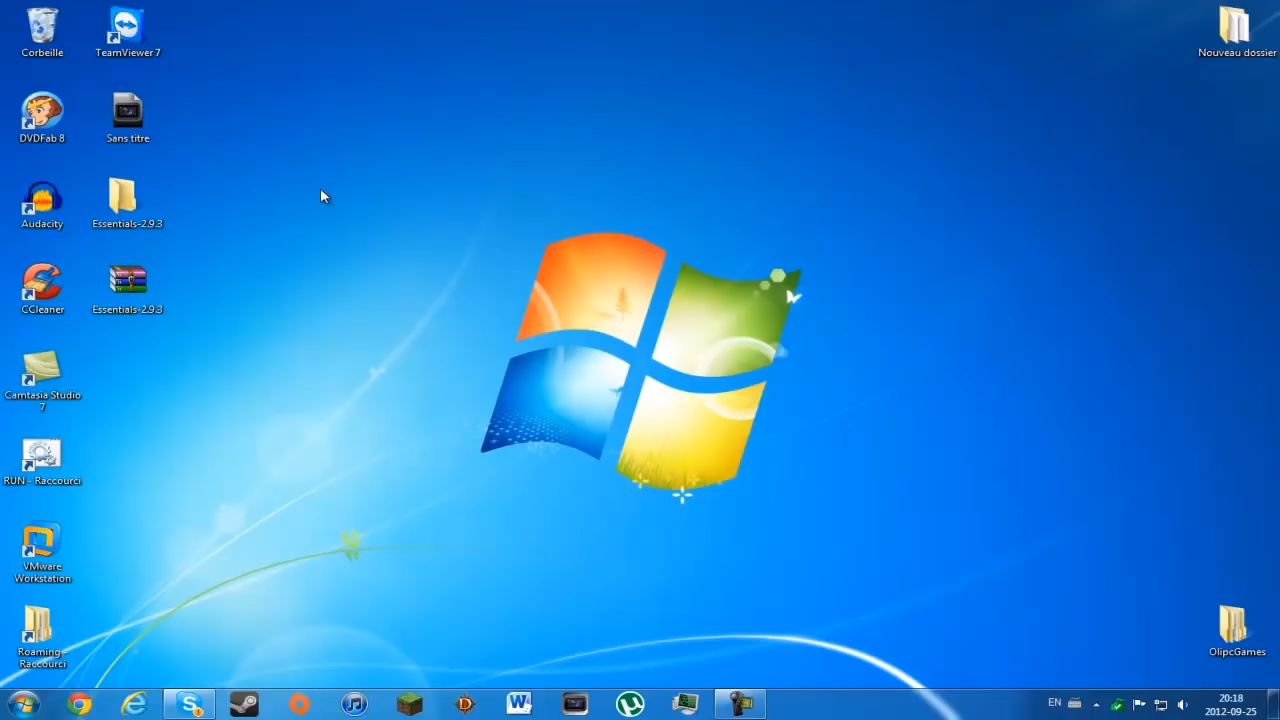 Corbeille
TeamViewer 7
Nouveau dossier
DVDFab 8
Sans titre
Audacity
Essentials-2.9.3
CCleaner
Essentials-2.9.3
Camtasia Studio
7
RUN - Raccourci
VMware
Workstation
Roaming -
Raccourci
OlipcGames
EN
20:18
2012-09-25